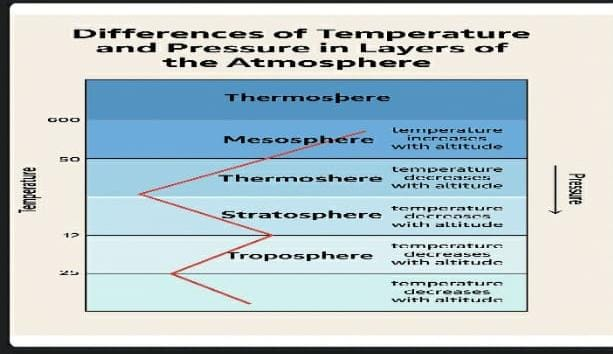 Differences of Temperature
and Pressure in Layers of
the Atmosphere
Thermosphere
600
Mesosphere
temperature
increases
with altitude
50
Thermoshere
temperature
decreases
with altitude
Temperature
Pressure
Stratosphere
temperature
decreases
with altitude
12
Troposphere
temperature
decreases
with altitude
25
temperature
decreases
with altitude